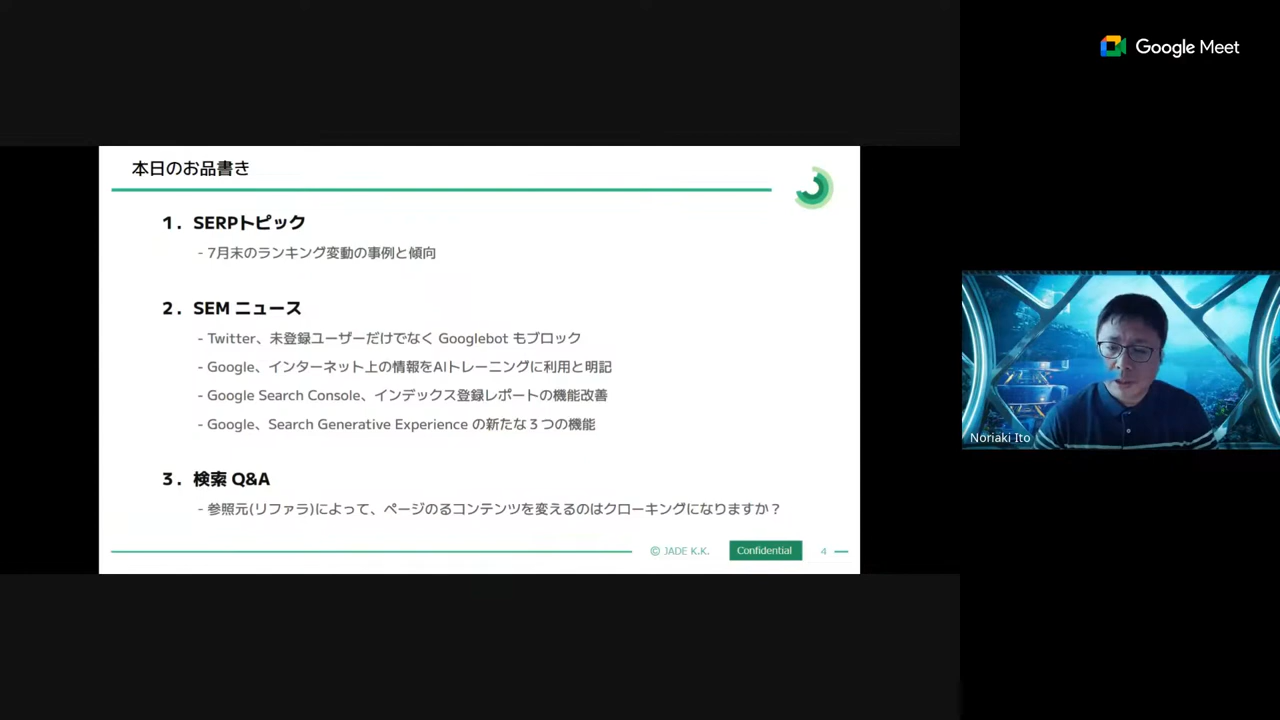 Google Meet
本日のお品書き
1. SERPトピック
- 7月末のランキング変動の事例と傾向
2. SEM ニュース
- Twitter、未登録ユーザーだけでなく Googlebot もブロック
- Google、インターネット上の情報をAIトレーニングに利用と明記
- Google Search Console、インデックス登録レポートの機能改善
- Google、Search Generative Experience の新たな３つの機能
3. 検索 Q&A
- 参照元(リファラ)によって、ページのるコンテンツを変えるのはクローキングになりますか？
© JADE K.K.
Confidential
4
Noriaki Ito